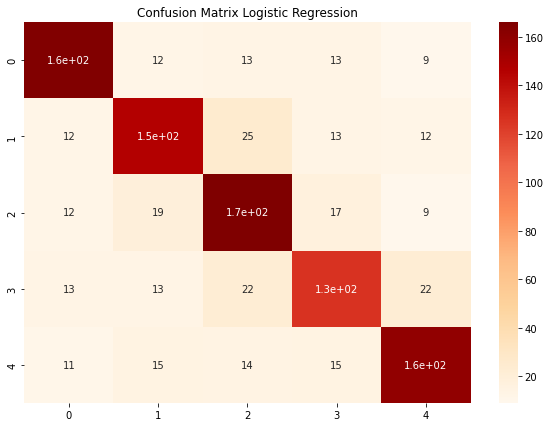 Confusion Matrix Logistic Regression
0 1.6e+02 12 13 13 9
1 12 1.5e+02 25 13 12
2 12 19 1.7e+02 17 9
3 13 13 22 1.3e+02 22
4 11 15 14 15 1.6e+02
0 1 2 3 4
160
140
120
100
80
60
40
20